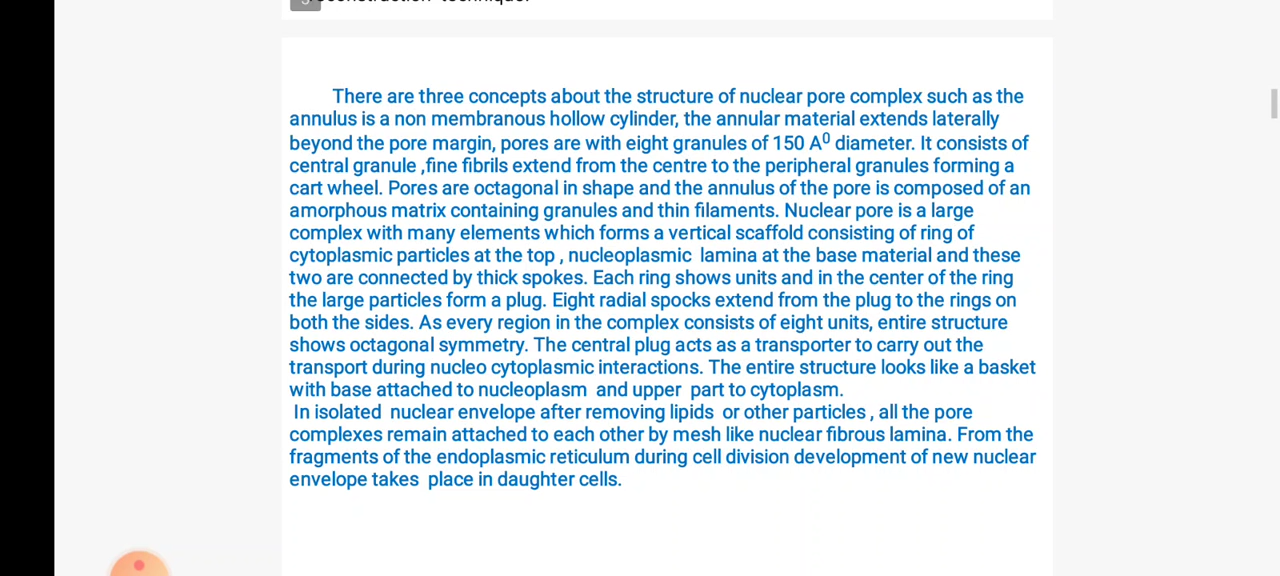 reconstruction technique.
There are three concepts about the structure of nuclear pore complex such as the
annulus is a non membranous hollow cylinder, the annular material extends laterally
beyond the pore margin, pores are with eight granules of 150 A⁰ diameter. It consists of
central granule ,fine fibrils extend from the centre to the peripheral granules forming a
cart wheel. Pores are octagonal in shape and the annulus of the pore is composed of an
amorphous matrix containing granules and thin filaments. Nuclear pore is a large
complex with many elements which forms a vertical scaffold consisting of ring of
cytoplasmic particles at the top , nucleoplasmic lamina at the base material and these
two are connected by thick spokes. Each ring shows units and in the center of the ring
the large particles form a plug. Eight radial spocks extend from the plug to the rings on
both the sides. As every region in the complex consists of eight units, entire structure
shows octagonal symmetry. The central plug acts as a transporter to carry out the
transport during nucleo cytoplasmic interactions. The entire structure looks like a basket
with base attached to nucleoplasm and upper part to cytoplasm.
In isolated nuclear envelope after removing lipids or other particles , all the pore
complexes remain attached to each other by mesh like nuclear fibrous lamina. From the
fragments of the endoplasmic reticulum during cell division development of new nuclear
envelope takes place in daughter cells.